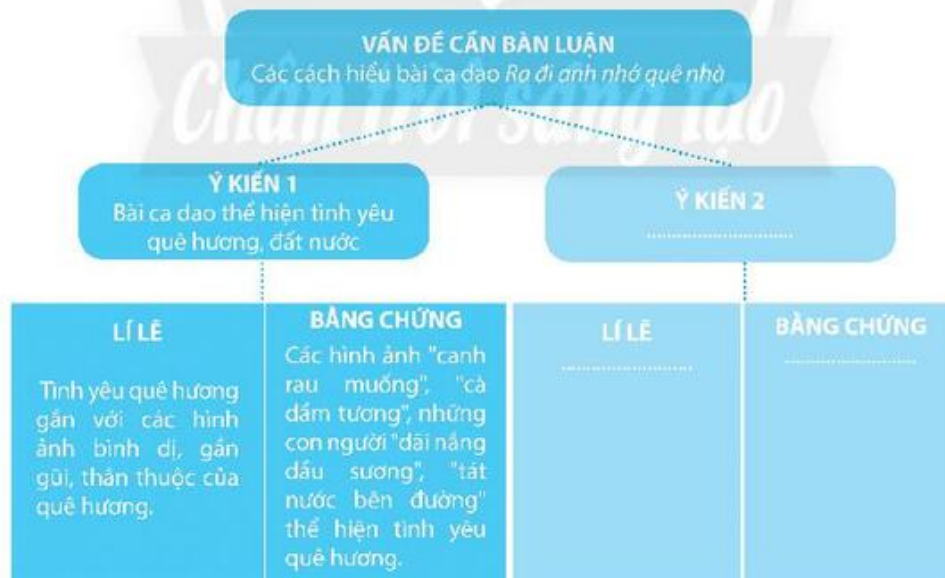 VẤN ĐỀ CẦN BÀN LUẬN
Các cách hiểu bài ca dao Ra đi anh nhớ quê nhà
Chân trời sáng tạo
Ý KIẾN 1
Bài ca dao thể hiện tình yêu
quê hương, đất nước
Ý KIẾN 2
..............................
LÍ LẼ
Tình yêu quê hương
gắn với các hình
ảnh bình dị, gần
gũi, thân thuộc của
quê hương.
BẰNG CHỨNG
Các hình ảnh "canh
rau muống", "cà
dầm tương", những
con người "dãi nắng
dầu sương", "tát
nước bên đường"
thể hiện tình yêu
quê hương.
LÍ LẼ
..........................
BẰNG CHỨNG
..........................